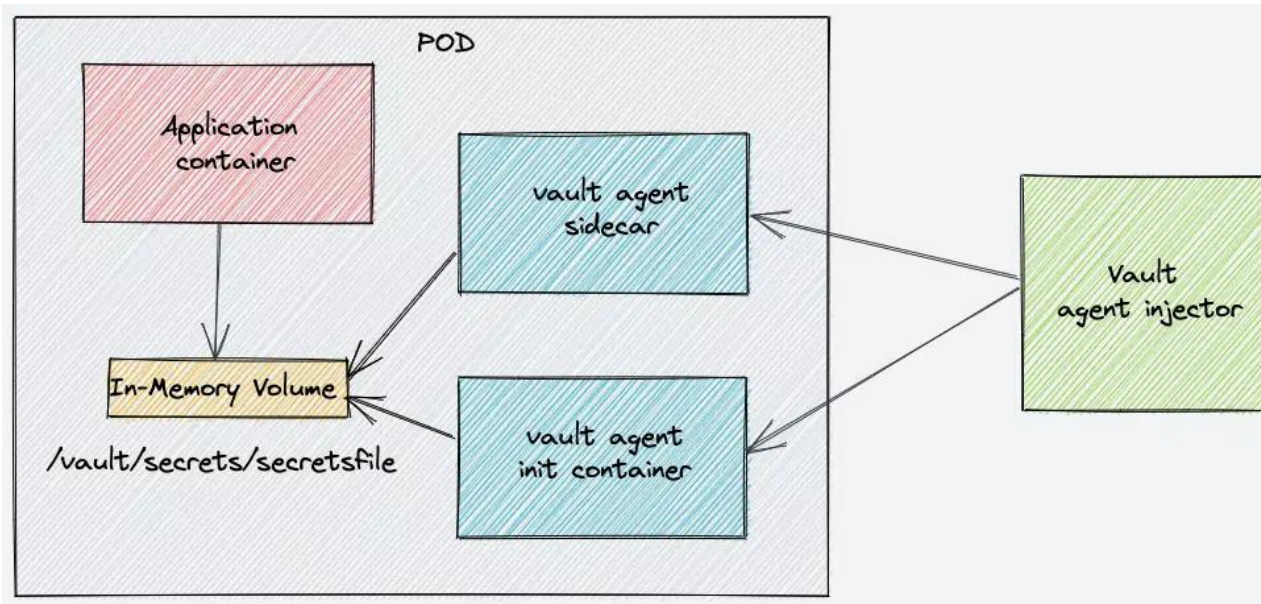 POD
Application
container
vault agent
sidecar
Vault
agent injector
In-Memory Volume
/vault/secrets/secretsfile
vault agent
init container